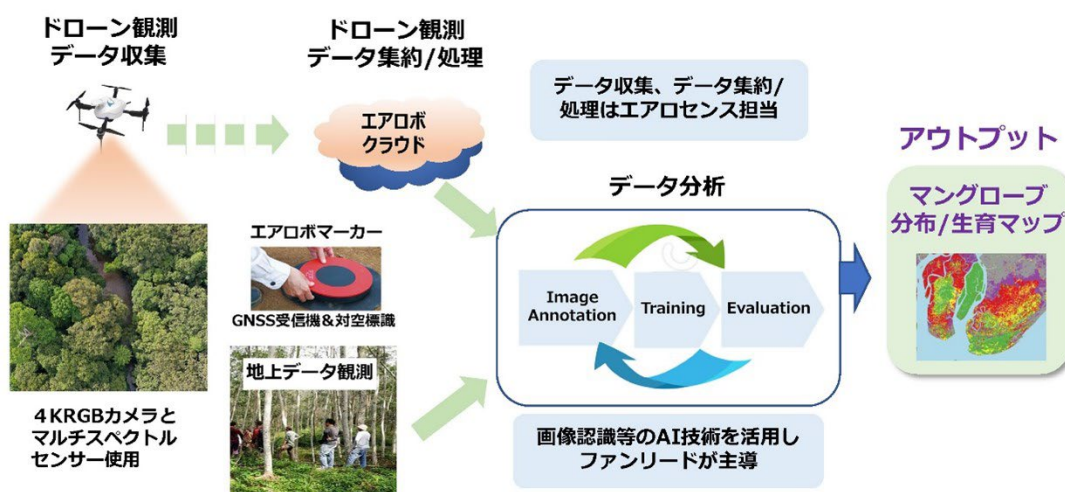 ドローン観測
データ収集
ドローン観測
データ集約/処理
エアロボ
クラウド
データ収集、データ集約/
処理はエアロセンス担当
アウトプット
マングローブ
分布/生育マップ
データ分析
Image
Annotation
Training
Evaluation
エアロボマーカー
GNSS受信機&対空標識
地上データ観測
4KRGBカメラと
マルチスペクトル
センサー使用
画像認識等のAI技術を活用し
ファンリードが主導